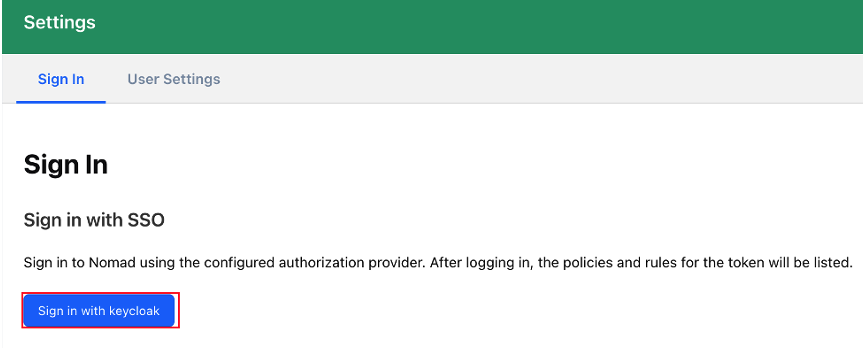 Settings
Sign In
User Settings
Sign In
Sign in with SSO
Sign in to Nomad using the configured authorization provider. After logging in, the policies and rules for the token will be listed.
Sign in with keycloak